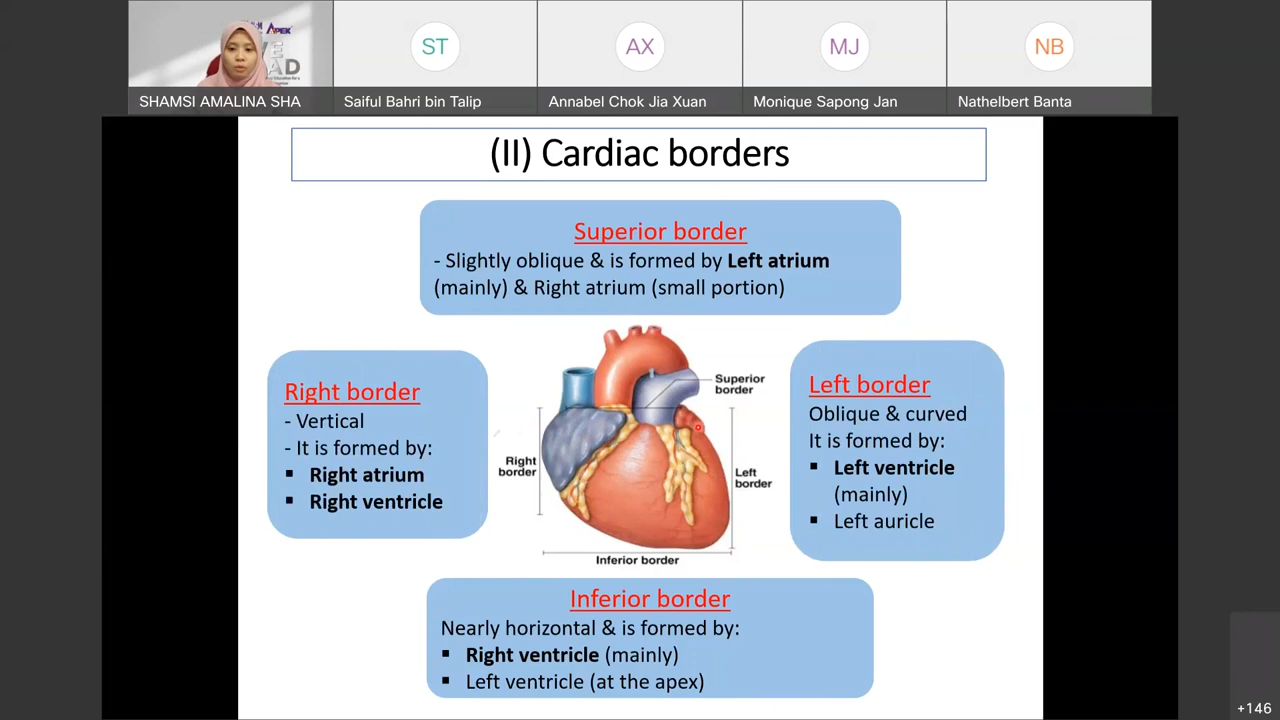 APEK
AD
ST
AX
MJ
NB
SHAMSI AMALINA SHA
Saiful Bahri bin Talip
Annabel Chok Jia Xuan
Monique Sapong Jan
Nathelbert Banta
(II) Cardiac borders
Superior border
- Slightly oblique & is formed by Left atrium
(mainly) & Right atrium (small portion)
Right border
- Vertical
- It is formed by:
▪ Right atrium
▪ Right ventricle
Superior
border
Right
border
Left
border
Inferior border
Left border
Oblique & curved
It is formed by:
▪ Left ventricle
(mainly)
▪ Left auricle
Inferior border
Nearly horizontal & is formed by:
▪ Right ventricle (mainly)
▪ Left ventricle (at the apex)
+146